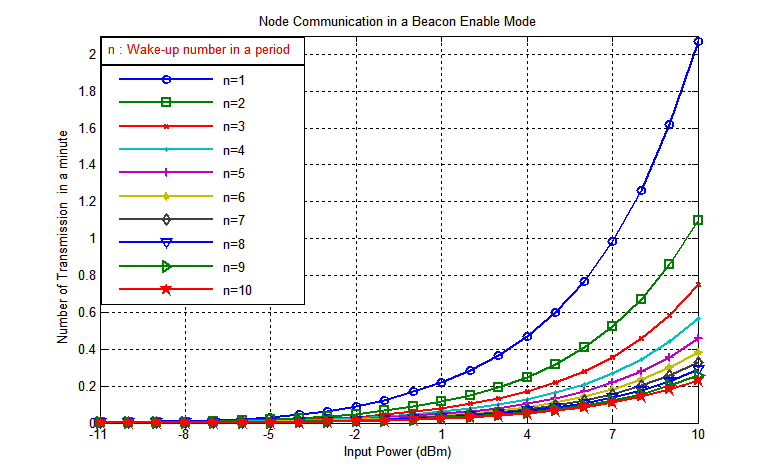 Node Communication in a Beacon Enable Mode
n : Wake-up number in a period
n=1
n=2
n=3
n=4
n=5
n=6
n=7
n=8
n=9
n=10
Number of Transmission in a minute
2
1.8
1.6
1.4
1.2
1
0.8
0.6
0.4
0.2
0
-11
-8
-5
-2
1
4
7
10
Input Power (dBm)